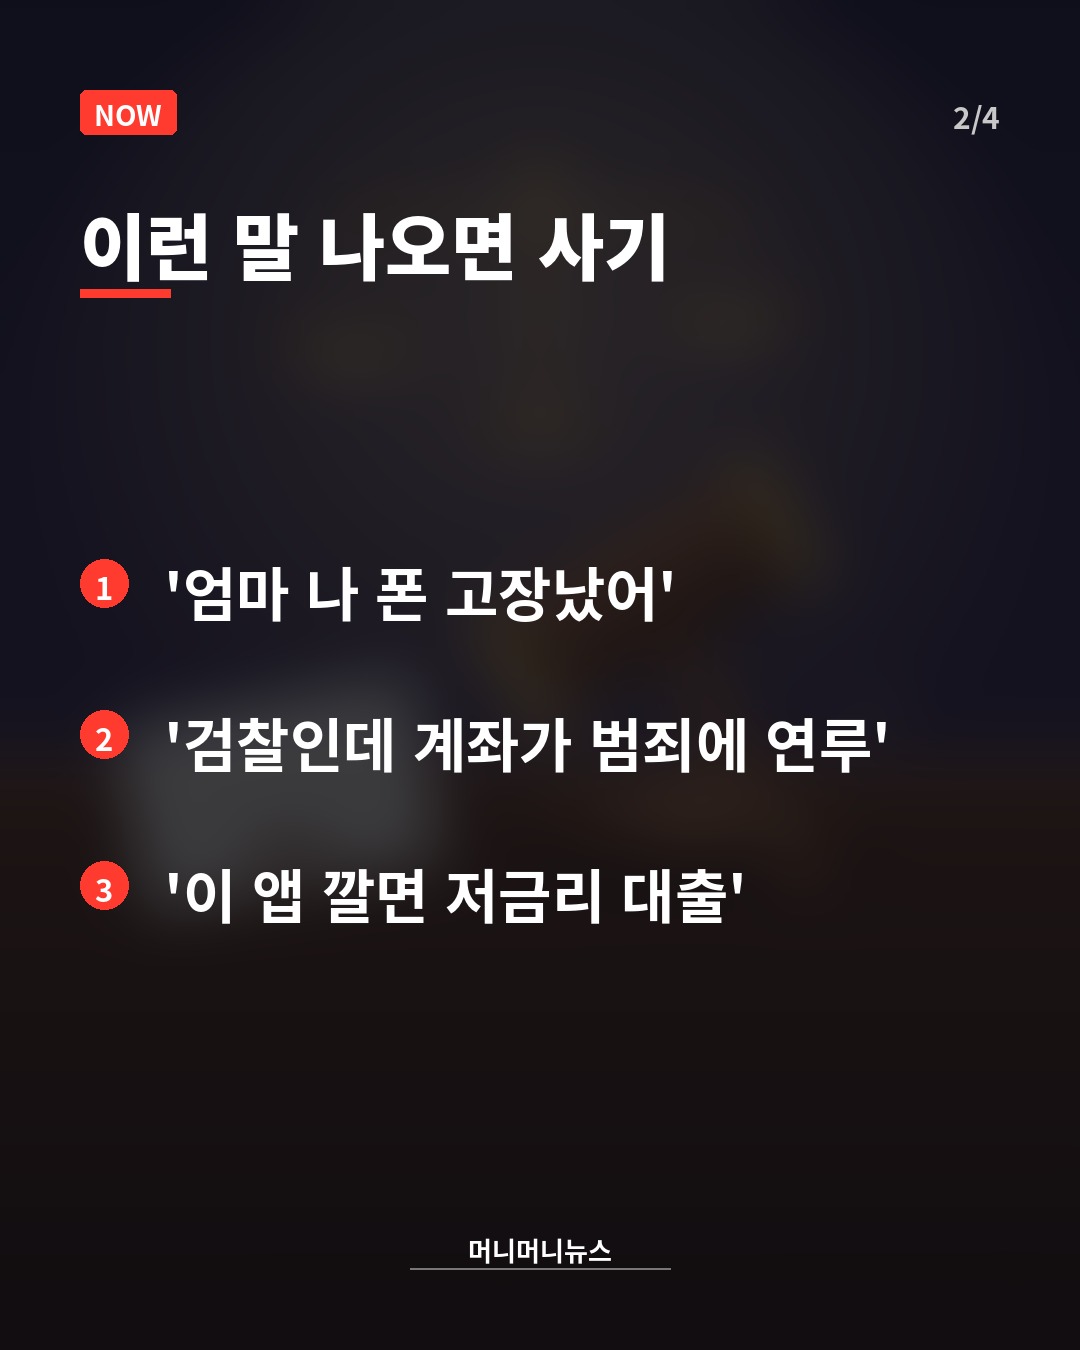 NOW
2/4
이런 말 나오면 사기
1 '엄마 나 폰 고장났어'
2 '검찰인데 계좌가 범죄에 연루'
3 '이 앱 깔면 저금리 대출'
머니머니뉴스